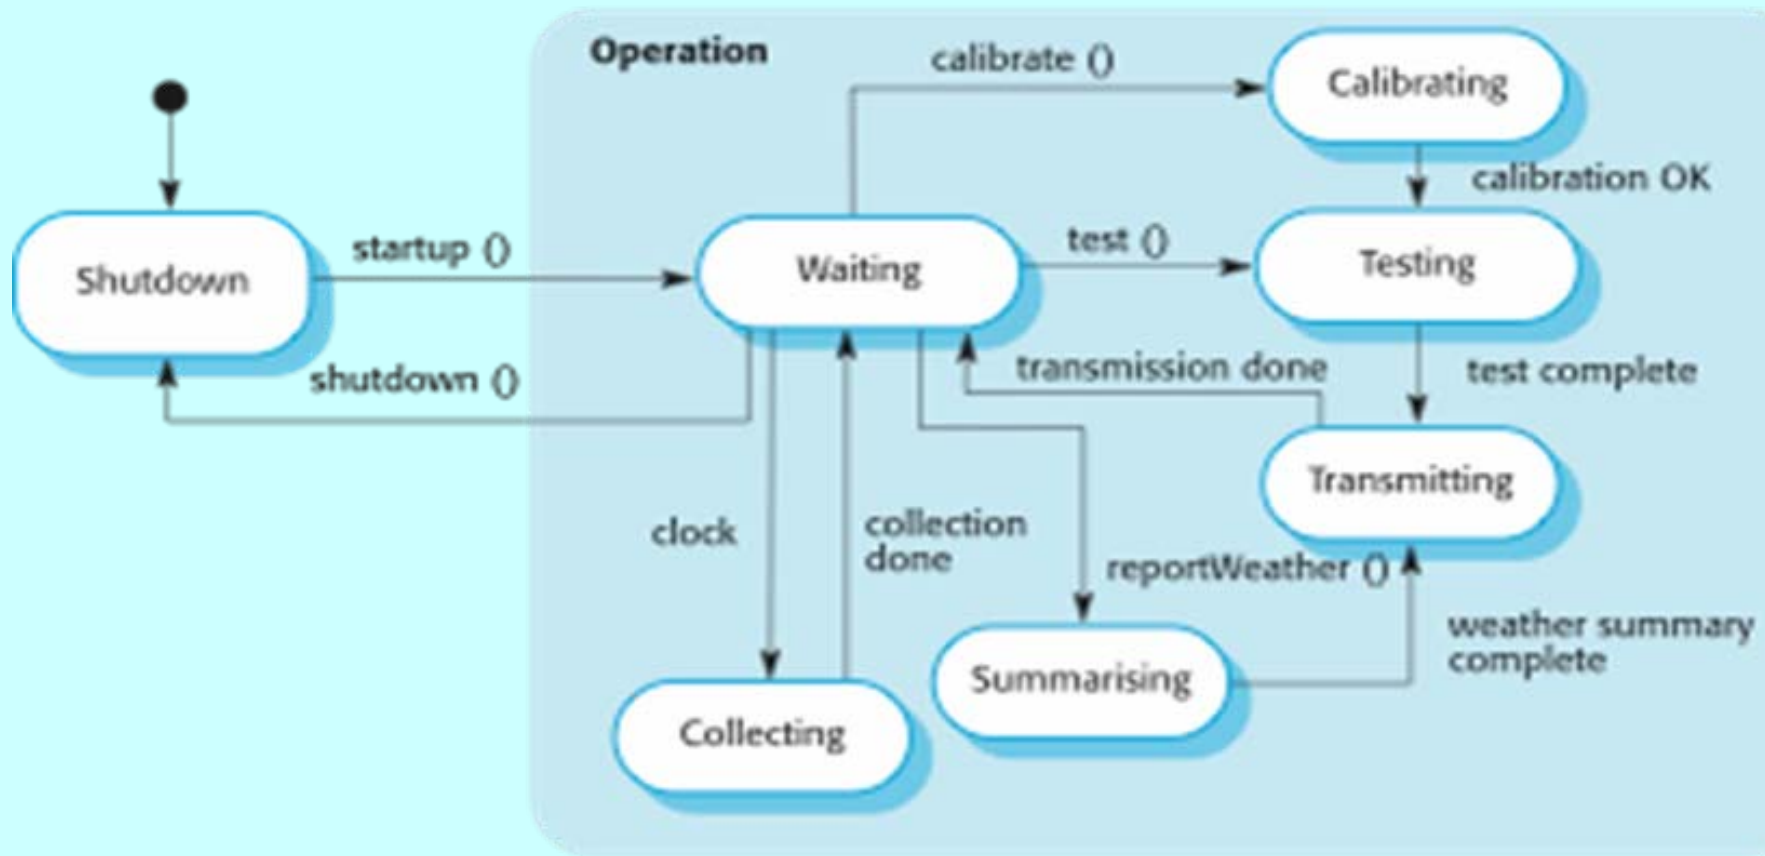 Operation
calibrate ()
Calibrating
calibration OK
startup ()
test ()
Shutdown
Waiting
Testing
shutdown ()
transmission done
test complete
Transmitting
clock
collection
done
reportWeather ()
weather summary
complete
Summarising
Collecting